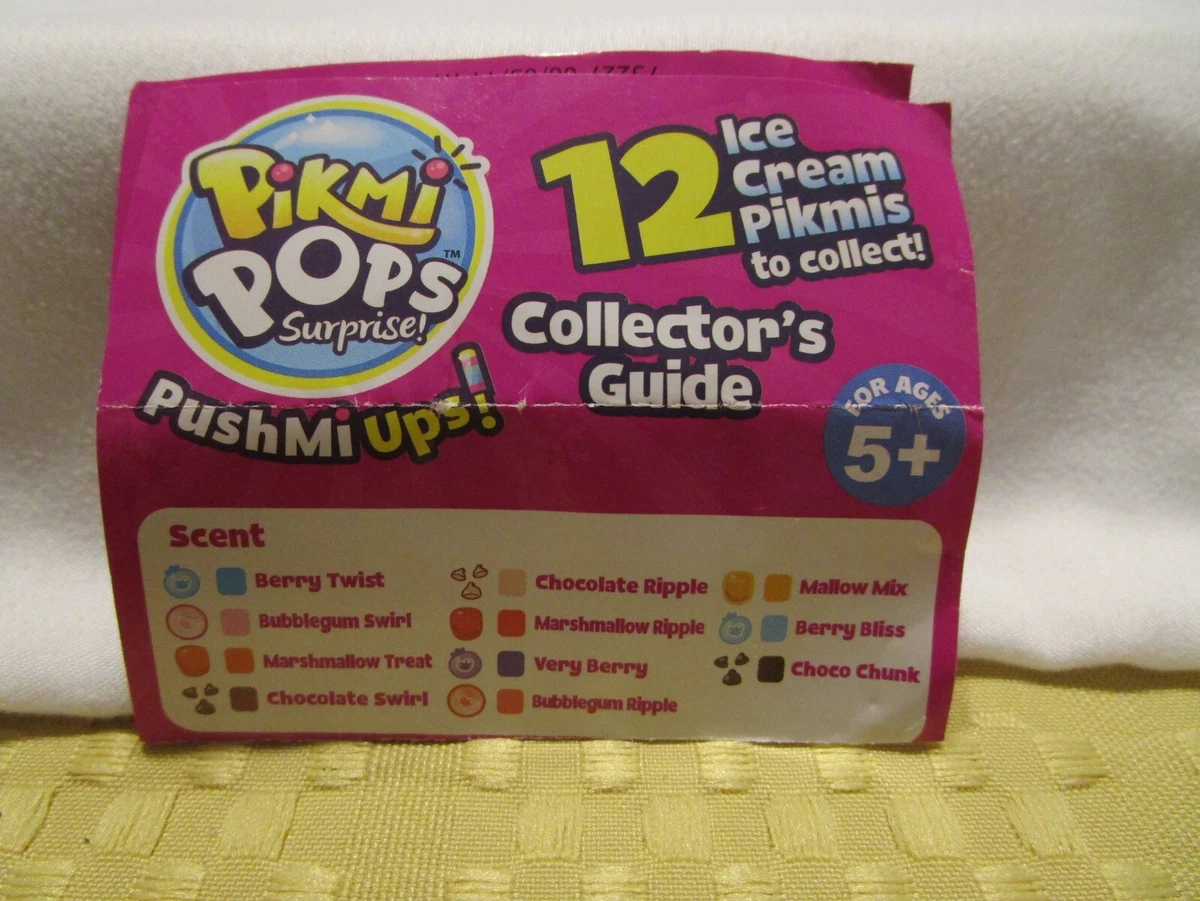 PiKMi
POPS™
Surprise!
PushMi Ups!
12 Ice
Cream
Pikmis
to collect!
Collector's
Guide
FOR AGES
5+
Scent
Berry Twist
Bubblegum Swirl
Marshmallow Treat
Chocolate Swirl
Chocolate Ripple
Marshmallow Ripple
Very Berry
Bubblegum Ripple
Mallow Mix
Berry Bliss
Choco Chunk